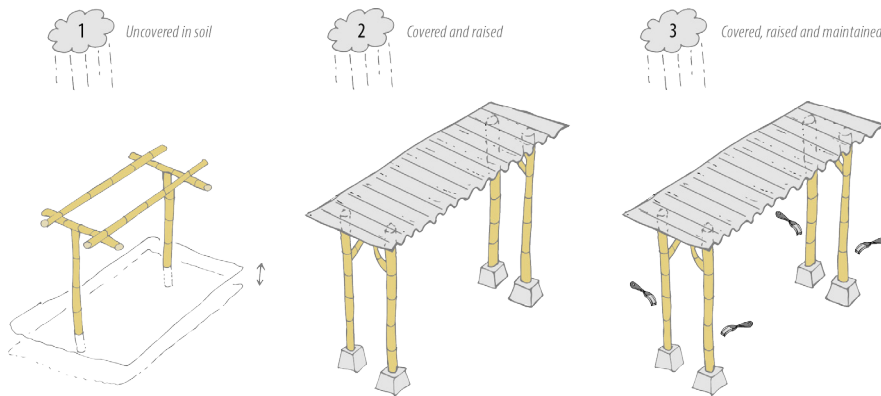 1 Uncovered in soil
2 Covered and raised
3 Covered, raised and maintained